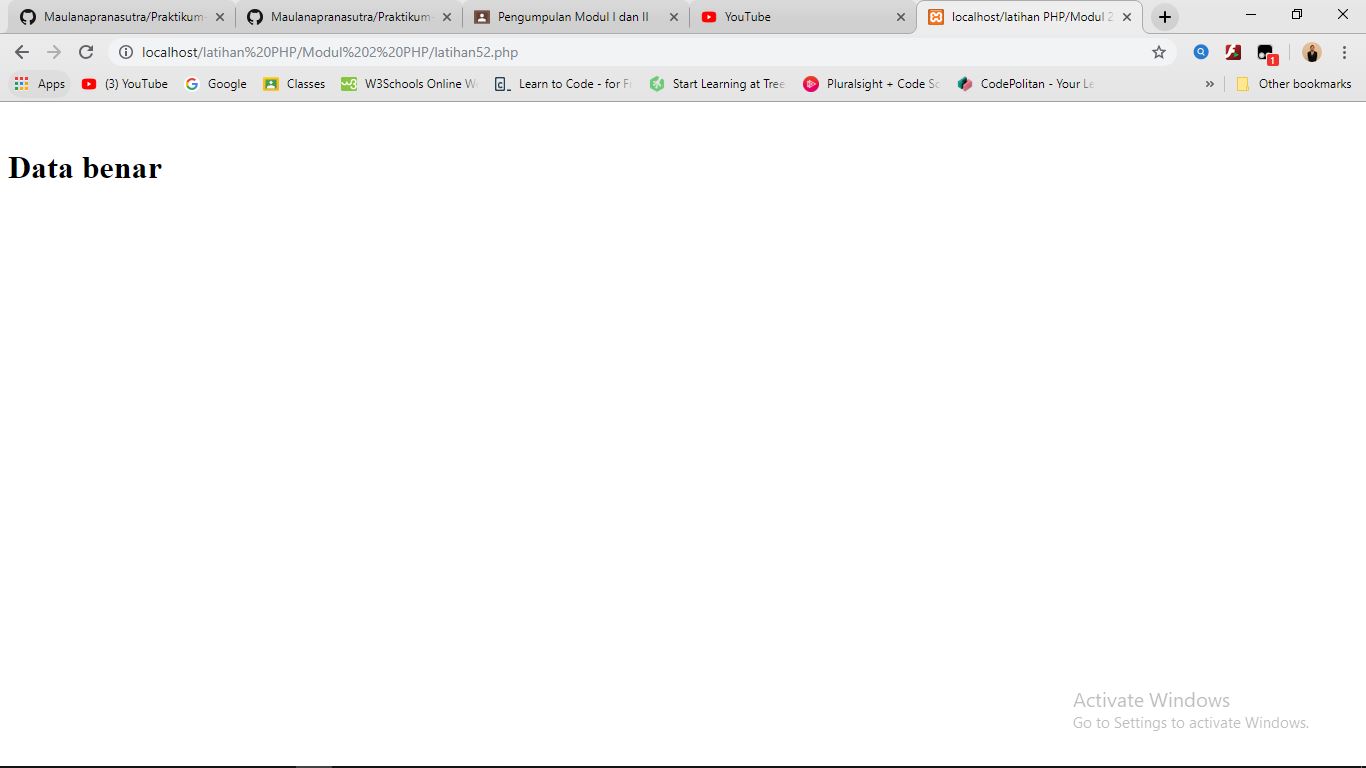 Maulanapranasutra/Praktikum- Maulanapranasutra/Praktikum- Pengumpulan Modul I dan II YouTube localhost/latihan PHP/Modul 2
localhost/latihan%20PHP/Modul%202%20PHP/latihan52.php
1
Apps (3) YouTube Google Classes W3Schools Online W Learn to Code - for F Start Learning at Tree Pluralsight + Code Sc CodePolitan - Your Le » Other bookmarks
Data benar
Activate Windows
Go to Settings to activate Windows.